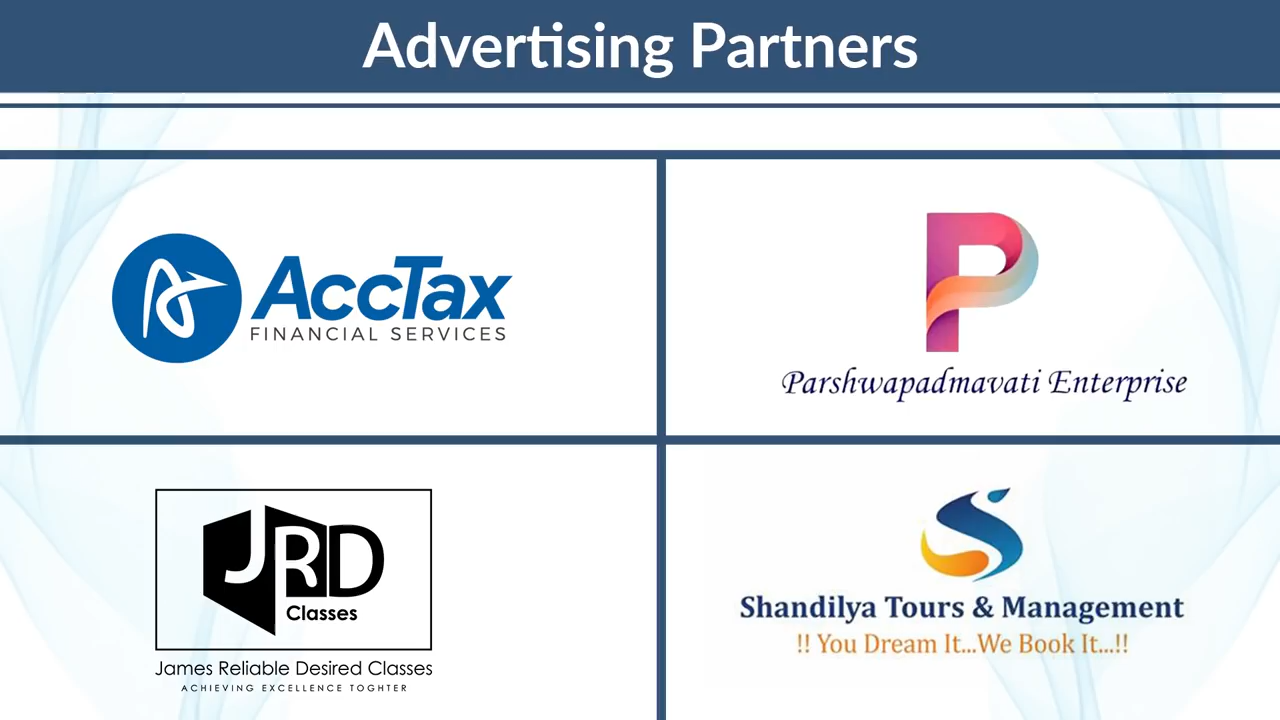 Advertising Partners
AccTax
FINANCIAL SERVICES
P
Parshwapadmavati Enterprise
JRD
Classes
James Reliable Desired Classes
ACHIEVING EXCELLENCE TOGHTER
Shandilya Tours & Management
!! You Dream It...We Book It...!!